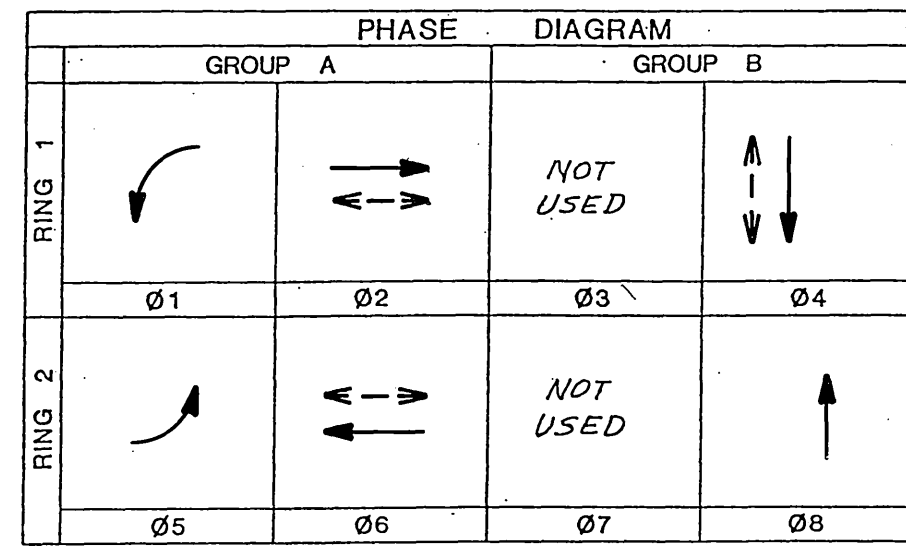 PHASE DIAGRAM
GROUP A
GROUP B
RING 1
NOT
USED
Ø1
Ø2
Ø3
Ø4
RING 2
NOT
USED
Ø5
Ø6
Ø7
Ø8